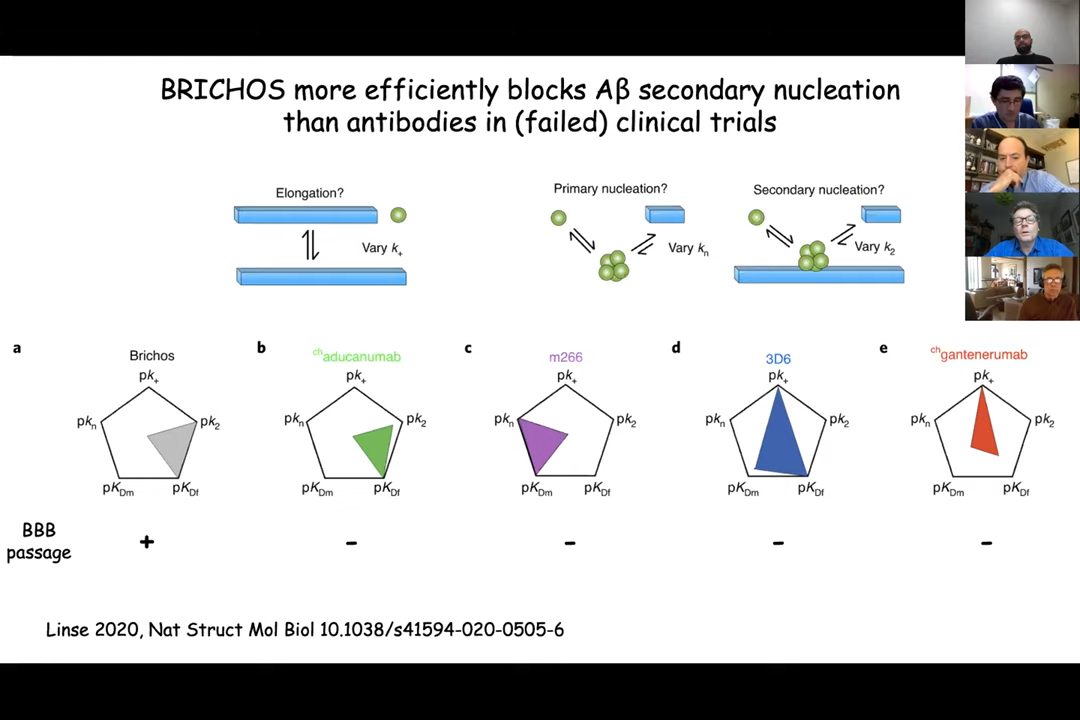 BRICHOS more efficiently blocks Aβ secondary nucleation
than antibodies in (failed) clinical trials
Elongation?
Vary k+
Primary nucleation?
Vary kn
Secondary nucleation?
Vary k2
a
Brichos
pk+
pkn
pk2
pKDm
pKDf
b
chaducanumab
pk+
pkn
pk2
pKDm
pKDf
c
m266
pk+
pkn
pk2
pKDm
pKDf
d
3D6
pk+
pkn
pk2
pKDm
pKDf
e
chgantenerumab
pk+
pkn
pk2
pKDm
pKDf
BBB
passage
+
-
-
-
-
Linse 2020, Nat Struct Mol Biol 10.1038/s41594-020-0505-6